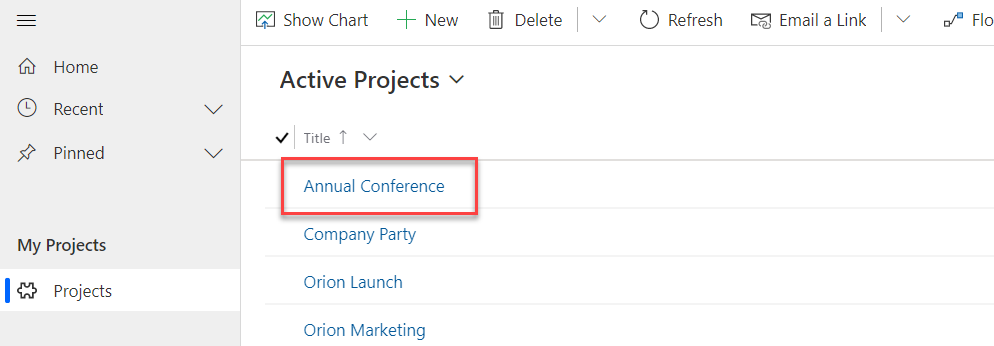 Show Chart New Delete Refresh Email a Link Flo
Home
Recent
Pinned
My Projects
Projects
Active Projects
Title
Annual Conference
Company Party
Orion Launch
Orion Marketing